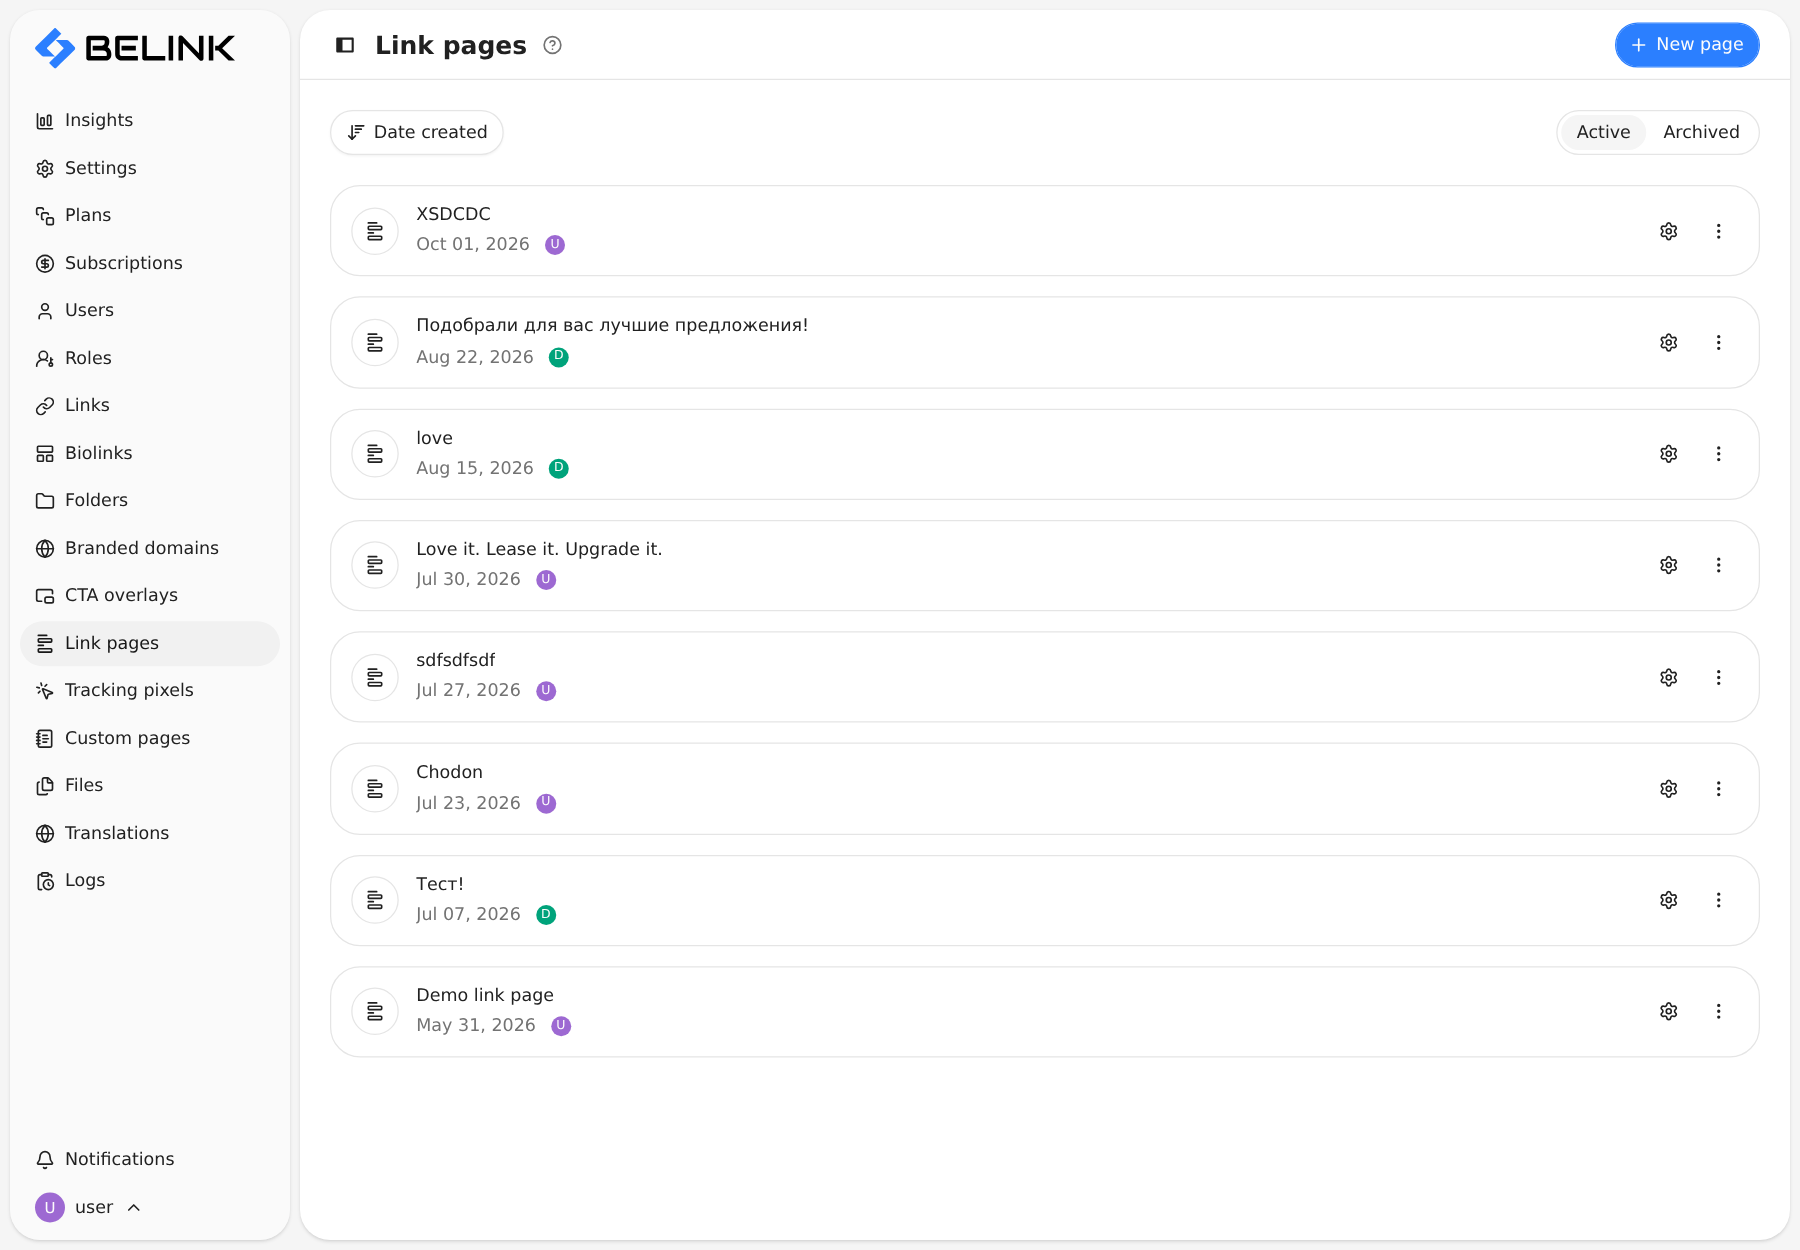 BELINK
Insights
Settings
Plans
Subscriptions
Users
Roles
Links
Biolinks
Folders
Branded domains
CTA overlays
Link pages
Tracking pixels
Custom pages
Files
Translations
Logs
Notifications
U user
Link pages
New page
Date created
Active Archived
XSDCDC
Oct 01, 2026 U
Подобрали для вас лучшие предложения!
Aug 22, 2026 D
love
Aug 15, 2026 D
Love it. Lease it. Upgrade it.
Jul 30, 2026 U
sdfsdfsdf
Jul 27, 2026 U
Chodon
Jul 23, 2026 U
Тест!
Jul 07, 2026 D
Demo link page
May 31, 2026 U